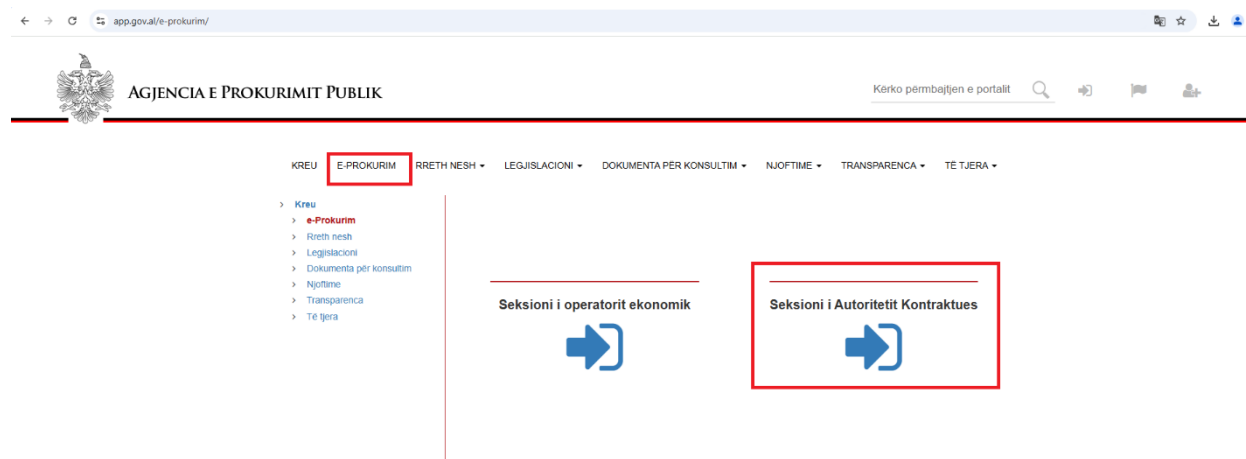 app.gov.al/e-prokurim/
AGJENCIA E PROKURIMIT PUBLIK
Kërko përmbajtjen e portalit
KREU E-PROKURIM RRETH NESH LEGJISLACIONI DOKUMENTA PËR KONSULTIM NJOFTIME TRANSPARENCA TË TJERA
Kreu
e-Prokurim
Rreth nesh
Legjislacioni
Dokumenta për konsultim
Njoftime
Transparenca
Të tjera
Seksioni i operatorit ekonomik
Seksioni i Autoritetit Kontraktues